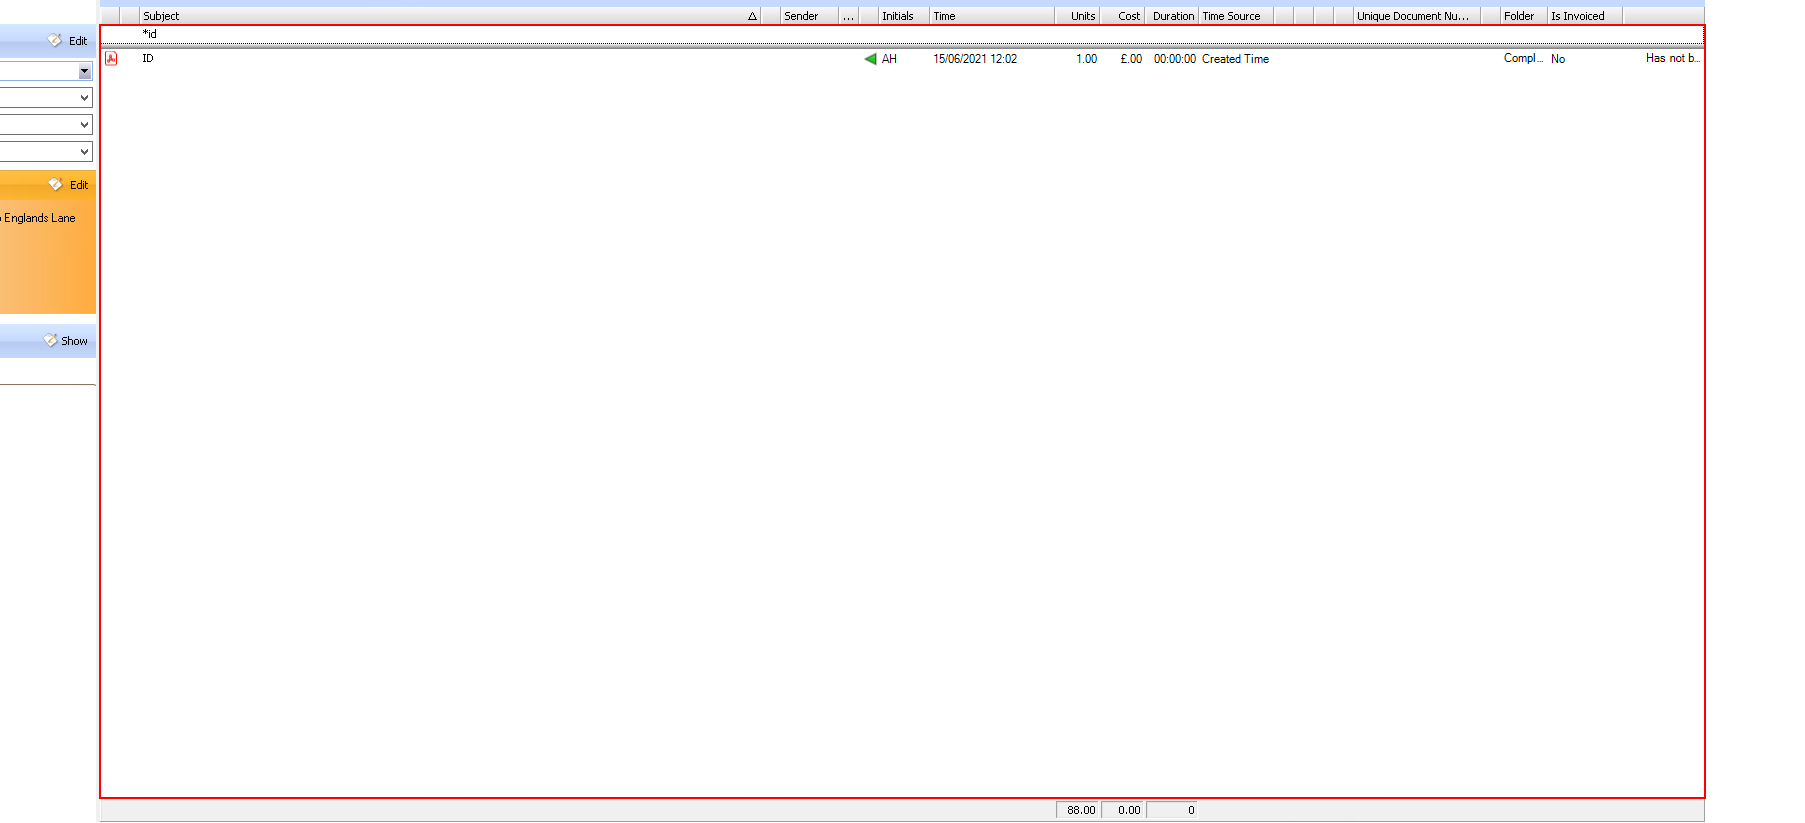 Subject Sender ... Initials Time Units Cost Duration Time Source Unique Document Nu... Folder Is Invoiced
*id
Edit
ID AH 15/06/2021 12:02 1.00 £.00 00:00:00 Created Time Compl... No Has not b...
Edit
Englands Lane
Show
88.00 0.00 0